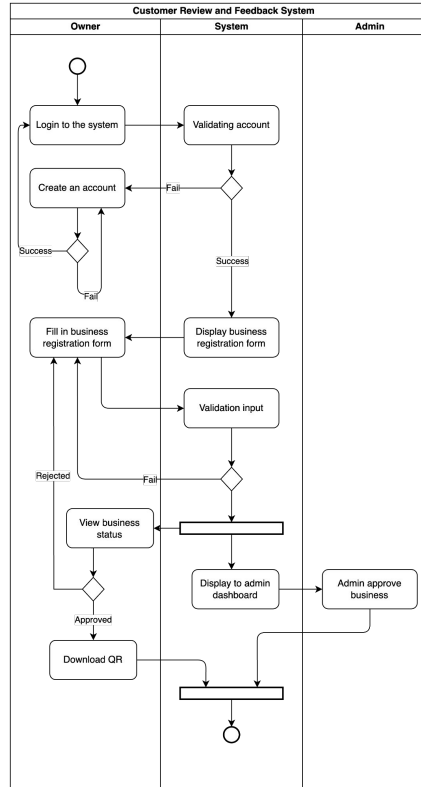 Customer Review and Feedback System
Owner
System
Admin
Login to the system
Validating account
Create an account
Fail
Success
Fail
Success
Fill in business
registration form
Display business
registration form
Validation input
Rejected
Fail
View business
status
Display to admin
dashboard
Admin approve
business
Approved
Download QR